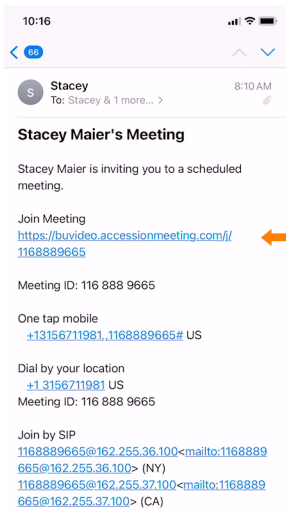 10:16
66
S
Stacey
8:10 AM
To: Stacey & 1 more...
Stacey Maier's Meeting
Stacey Maier is inviting you to a scheduled
meeting.
Join Meeting
https://buvideo.accessionmeeting.com/j/
1168889665
Meeting ID: 116 888 9665
One tap mobile
+13156711981,,1168889665# US
Dial by your location
+1 3156711981 US
Meeting ID: 116 888 9665
Join by SIP
1168889665@162.255.36.100<mailto:1168889
665@162.255.36.100> (NY)
1168889665@162.255.37.100<mailto:1168889
665@162.255.37.100> (CA)